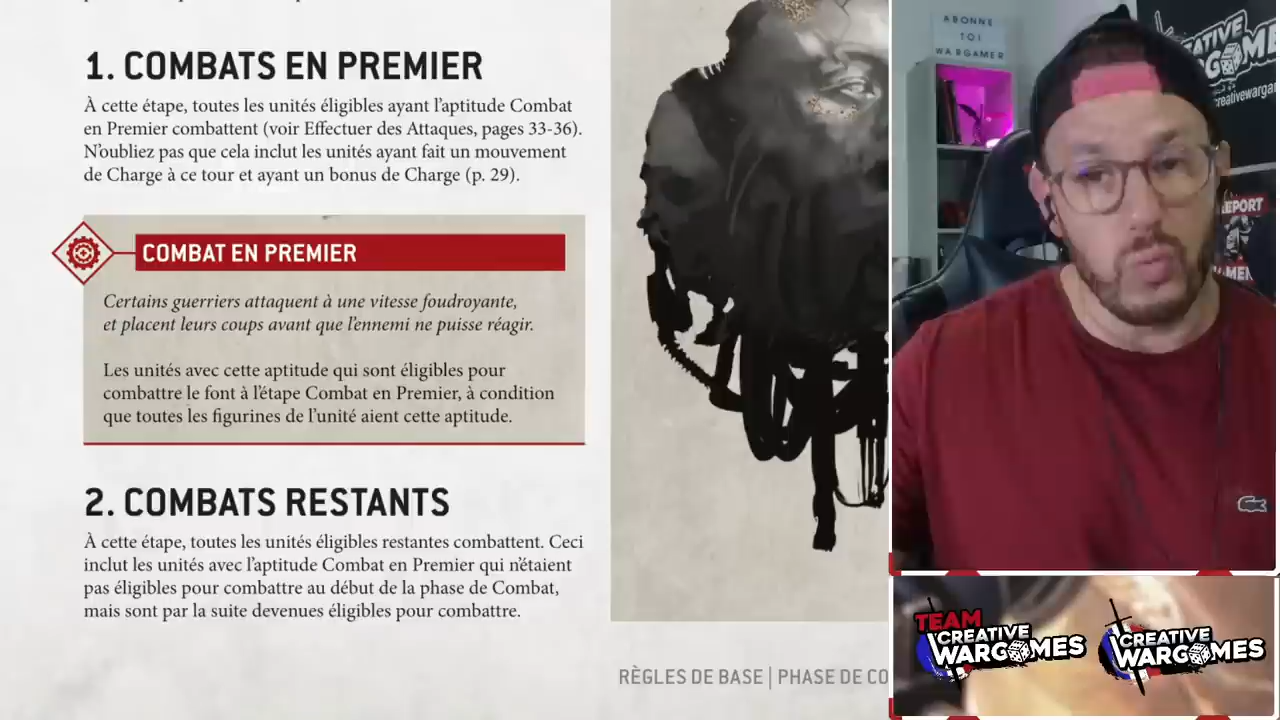 1. COMBATS EN PREMIER
À cette étape, toutes les unités éligibles ayant l'aptitude Combat
en Premier combattent (voir Effectuer des Attaques, pages 33-36).
N'oubliez pas que cela inclut les unités ayant fait un mouvement
de Charge à ce tour et ayant un bonus de Charge (p. 29).
COMBAT EN PREMIER
Certains guerriers attaquent à une vitesse foudroyante,
et placent leurs coups avant que l'ennemi ne puisse réagir.
Les unités avec cette aptitude qui sont éligibles pour
combattre le font à l'étape Combat en Premier, à condition
que toutes les figurines de l'unité aient cette aptitude.
2. COMBATS RESTANTS
À cette étape, toutes les unités éligibles restantes combattent. Ceci
inclut les unités avec l'aptitude Combat en Premier qui n'étaient
pas éligibles pour combattre au début de la phase de Combat,
mais sont par la suite devenues éligibles pour combattre.
RÈGLES DE BASE | PHASE DE CO
ABONNE
TOI
WARGAMER
TEAM
CREATIVE
WARGAMES
CREATIVE
WARGAMES